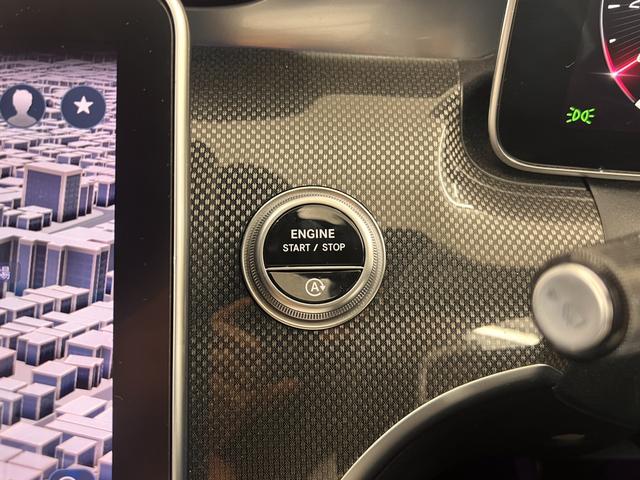 ENGINE
START / STOP
A